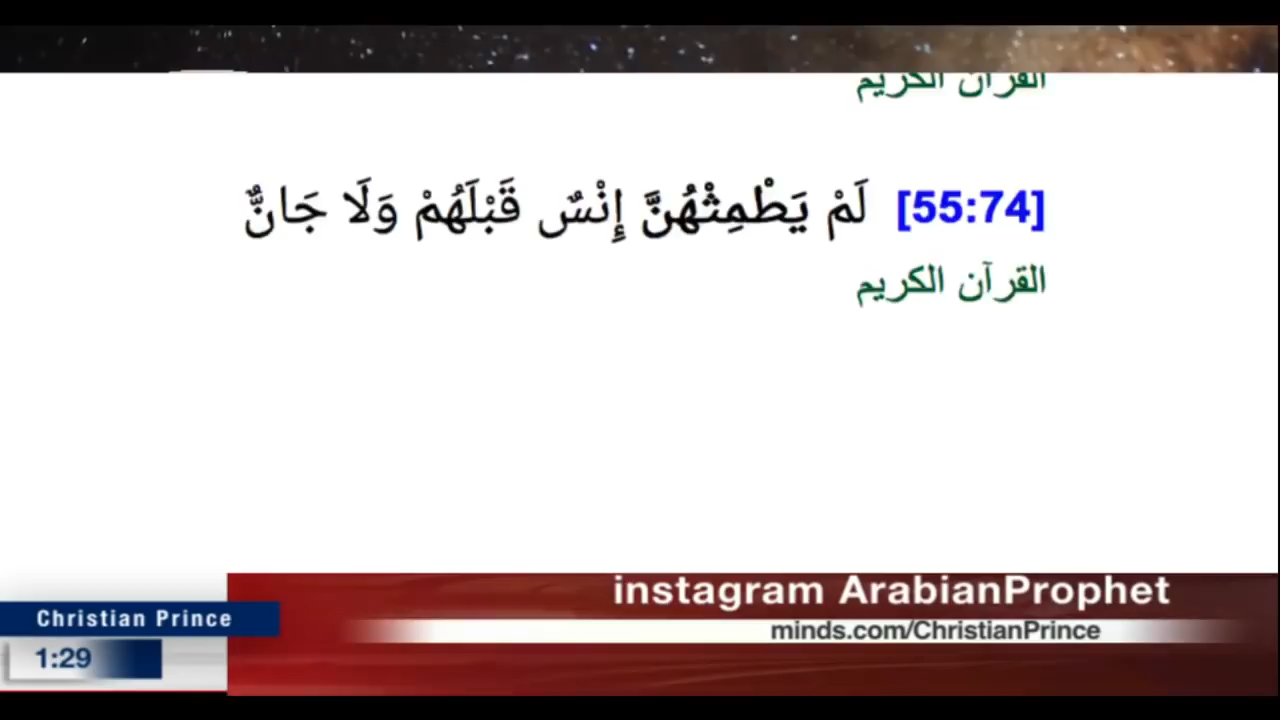 القرآن الكريم
[55:74] لَمْ يَطْمِثْهُنَّ إِنْسٌ قَبْلَهُمْ وَلَا جَانٌّ
القرآن الكريم
instagram ArabianProphet
Christian Prince
minds.com/ChristianPrince
1:29